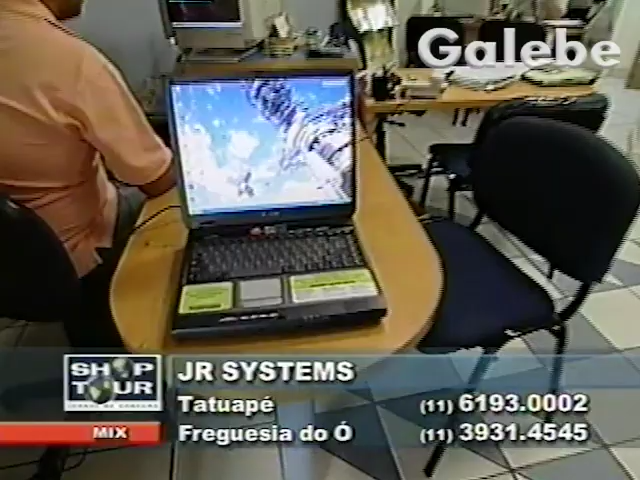 Galebe
SHOP
TOUR
JR SYSTEMS
Tatuapé (11) 6193.0002
MIX
Freguesia do Ó (11) 3931.4545